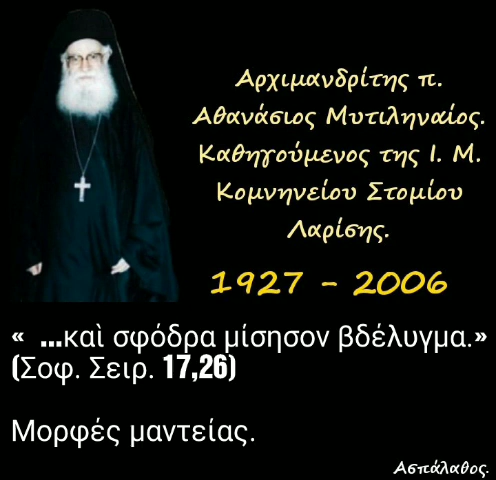 Αρχιμανδρίτης π.
Αθανάσιος Μυτιληναίος.
Καθηγούμενος της Ι. Μ.
Κομνηνείου Στομίου
Λαρίσης.
1927 - 2006
« ...καὶ σφόδρα μίσησον βδέλυγμα.»
(Σοφ. Σειρ. 17,26)
Μορφές μαντείας.
Ασπάλαθος.